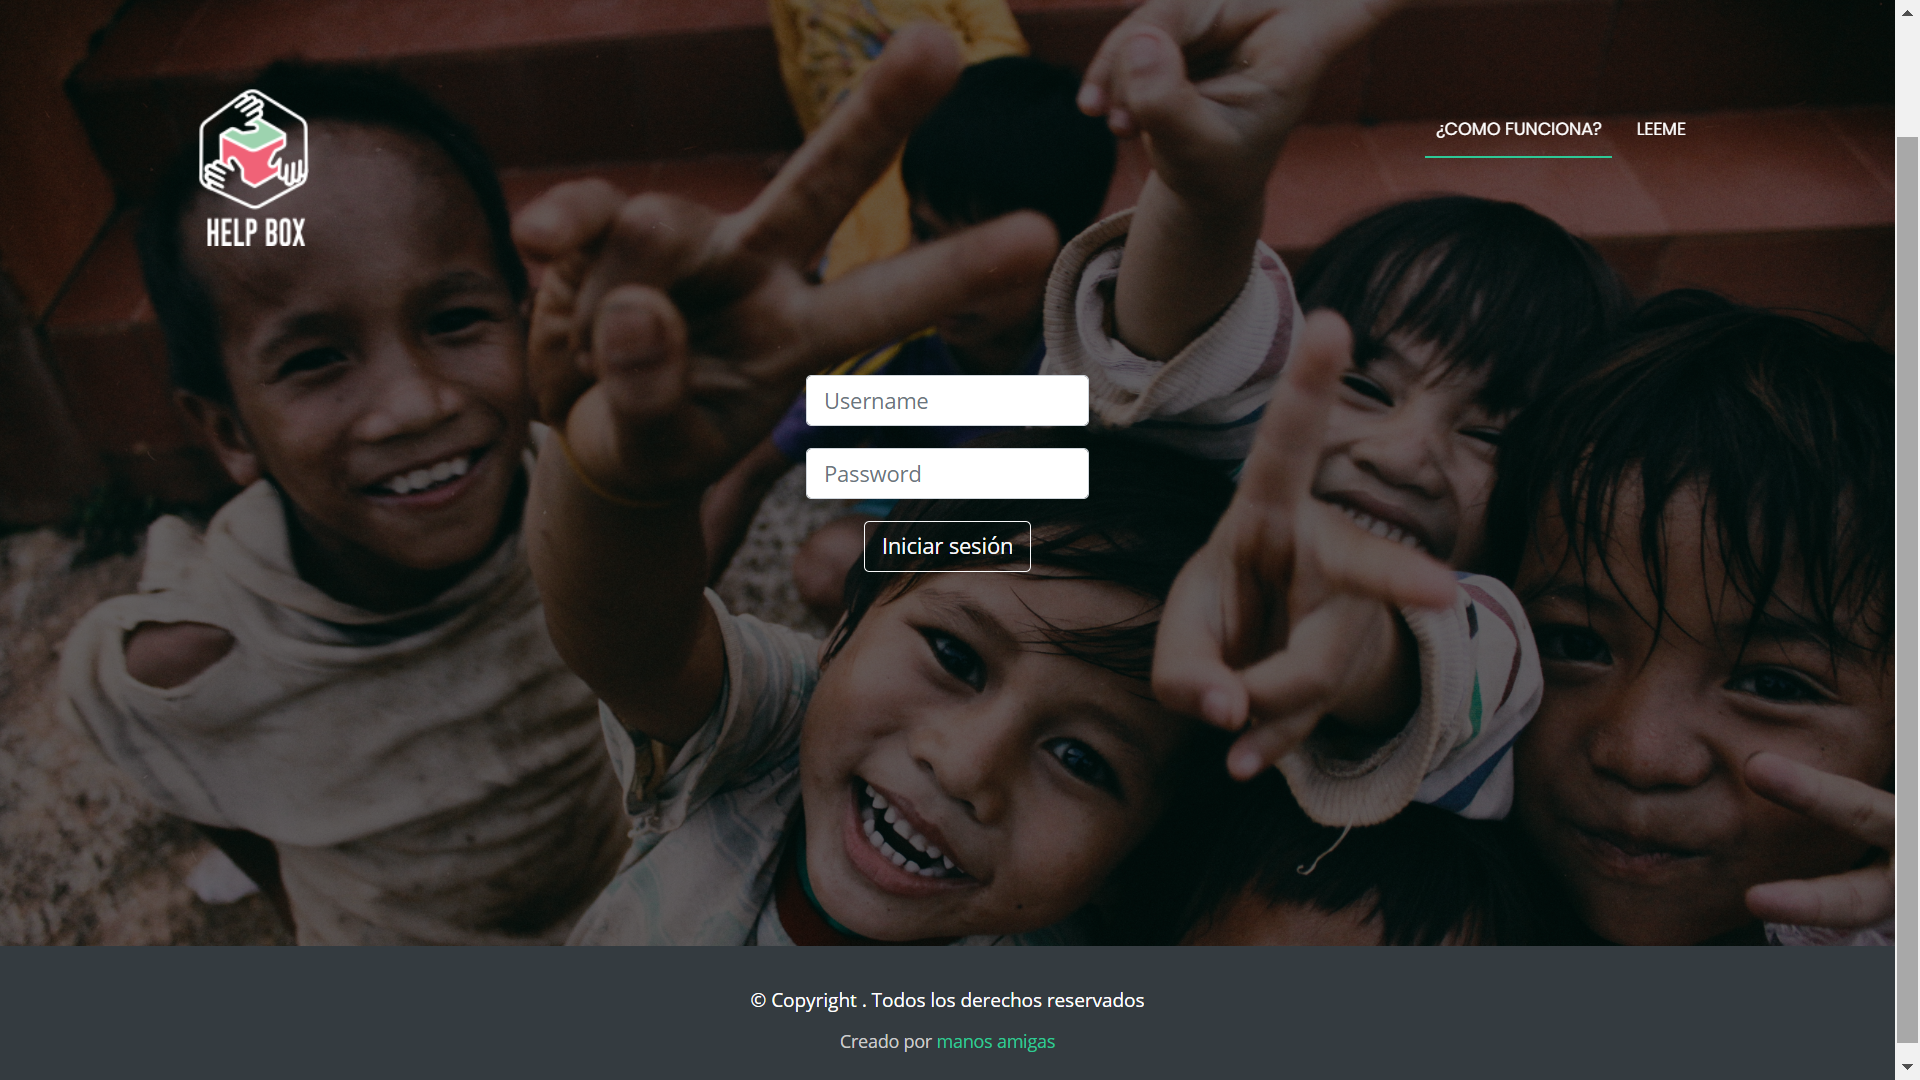 HELP BOX
¿COMO FUNCIONA?
LEEME
Username
Password
Iniciar sesión
© Copyright . Todos los derechos reservados
Creado por manos amigas